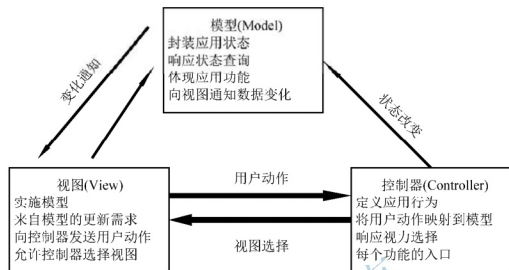 模型(Model)
封装应用状态
响应状态查询
体现应用功能
向视图通知数据变化
变化通知
状态改变
视图(View)
实施模型
来自模型的更新需求
向控制器发送用户动作
允许控制器选择视图
用户动作
视图选择
控制器(Controller)
定义应用行为
将用户动作映射到模型
响应视力选择
每个功能的入口